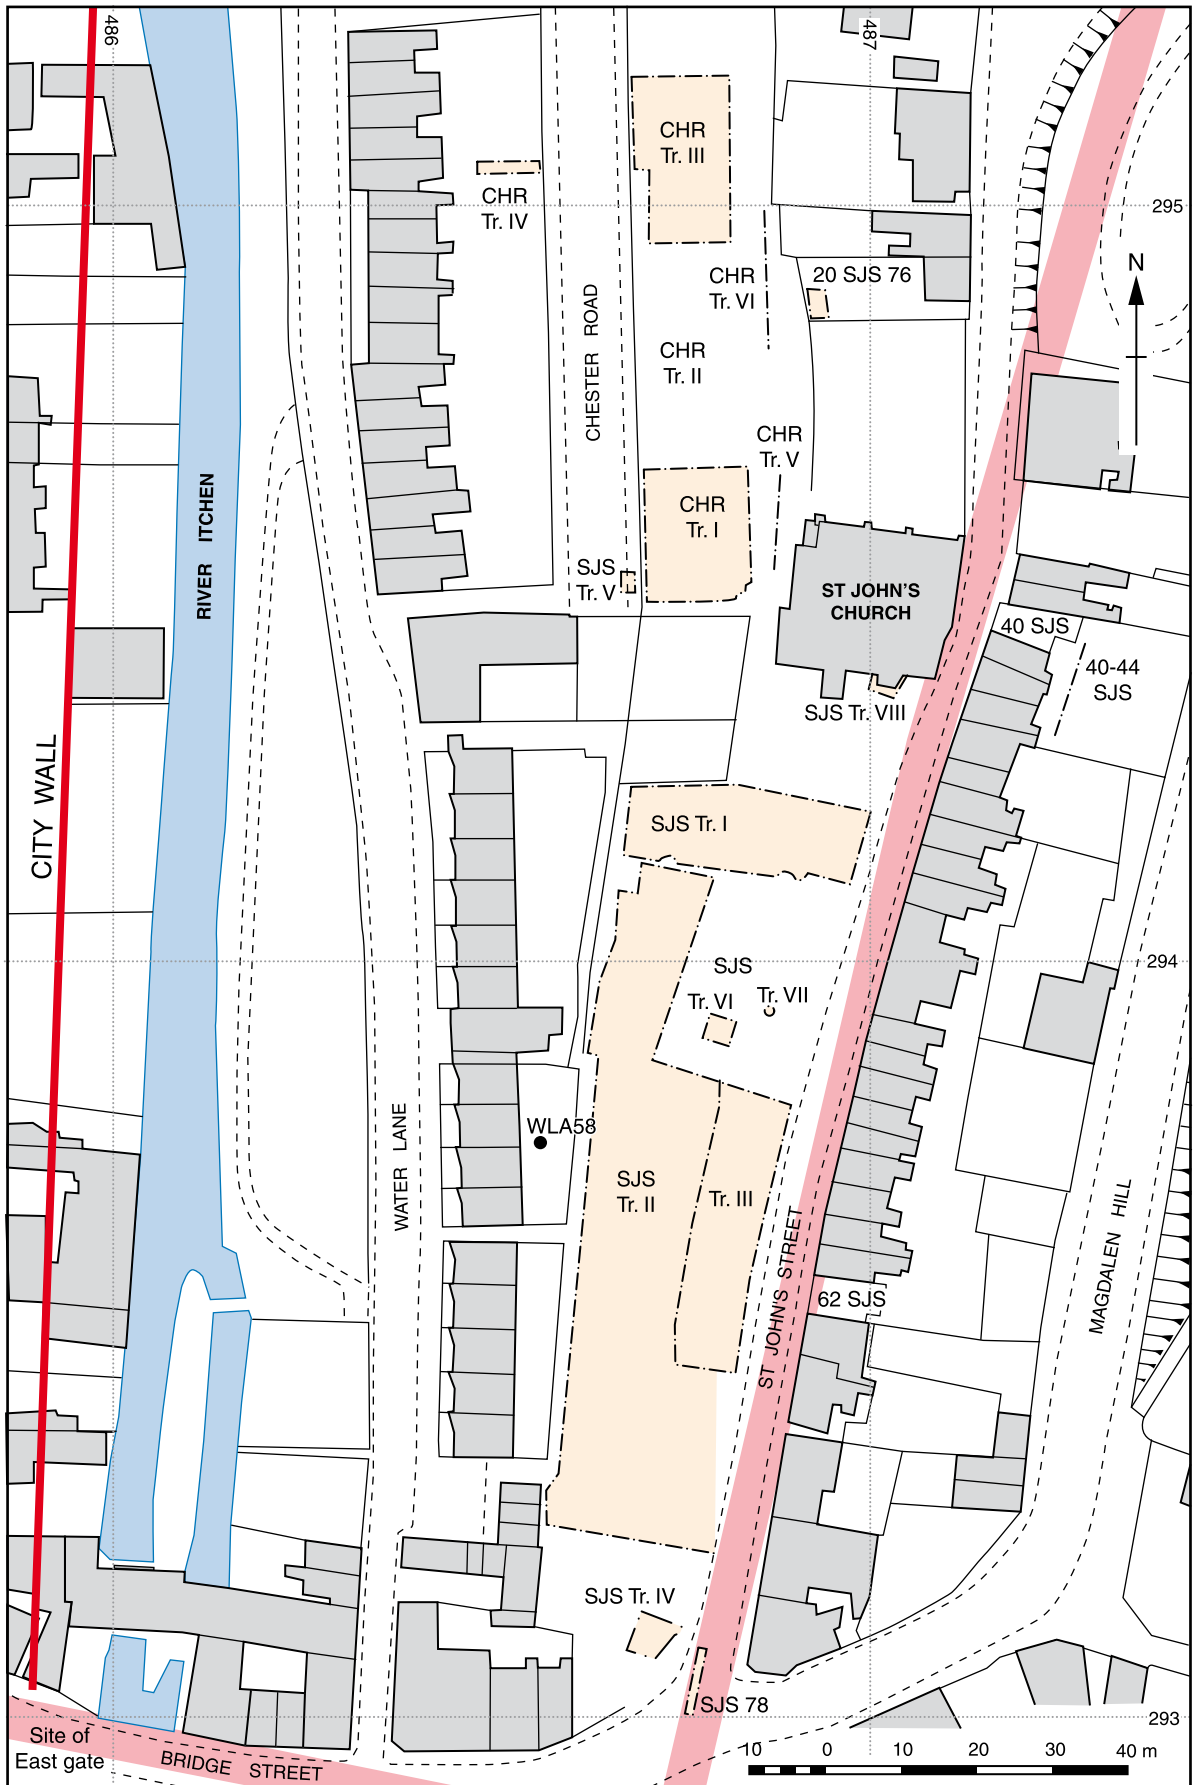 486
487
CHR
Tr. III
CHR
Tr. IV
295
CHR
Tr. VI
20 SJS 76
N
CHESTER ROAD
CHR
Tr. II
CHR
Tr. V
RIVER ITCHEN
CHR
Tr. I
SJS
Tr. V
ST JOHN'S
CHURCH
40 SJS
40-44
SJS
SJS Tr. VIII
CITY WALL
SJS Tr. I
SJS
Tr. VI
Tr. VII
294
WLA58
WATER LANE
SJS
Tr. II
Tr. III
ST JOHN'S STREET
MAGDALEN HILL
62 SJS
SJS Tr. IV
SJS 78
293
Site of
East gate
BRIDGE STREET
10 0 10 20 30 40 m